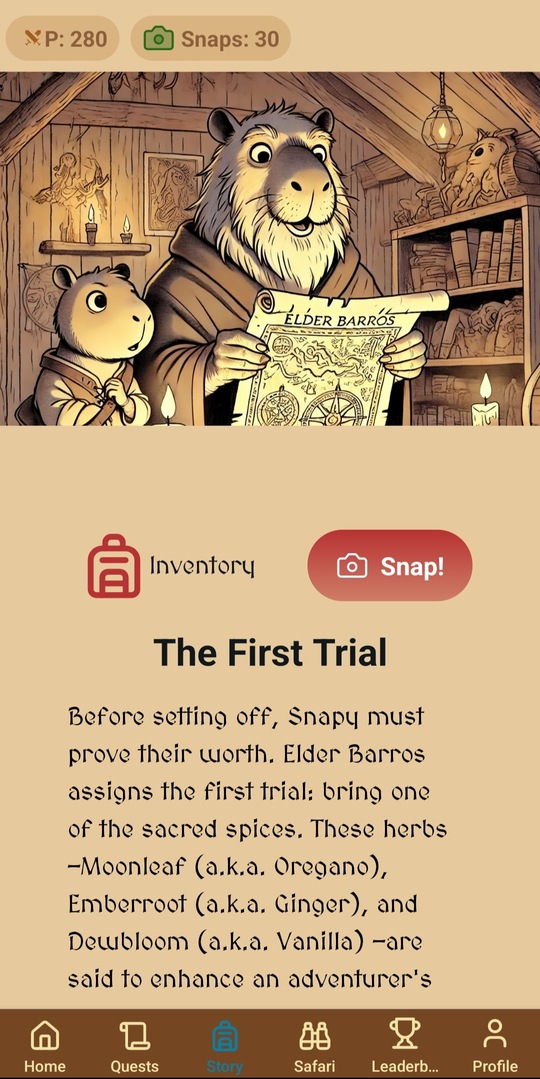 P: 280
Snaps: 30
ELDER BARROS
Inventory
Snap!
The First Trial
Before setting off, Snapy must
prove their worth. Elder Barros
assigns the first trial: bring one
of the sacred spices. These herbs
–Moonleaf (a.k.a. Oregano),
Emberroot (a.k.a. Ginger), and
Dewbloom (a.k.a. Vanilla) –are
said to enhance an adventurer's
Home
Quests
Story
Safari
Leaderb...
Profile